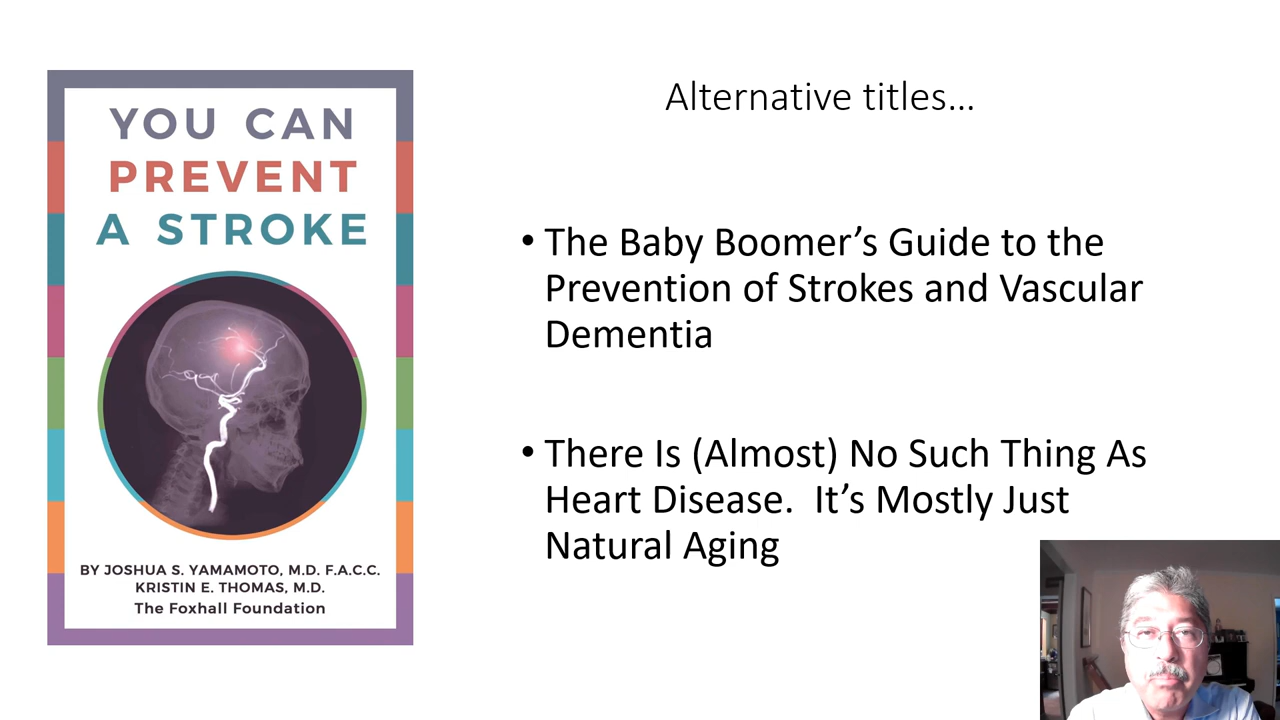 YOU CAN
PREVENT
A STROKE
BY JOSHUA S. YAMAMOTO, M.D. F.A.C.C.
KRISTIN E. THOMAS, M.D.
The Foxhall Foundation
Alternative titles...
• The Baby Boomer’s Guide to the
Prevention of Strokes and Vascular
Dementia
• There Is (Almost) No Such Thing As
Heart Disease.  It’s Mostly Just
Natural Aging